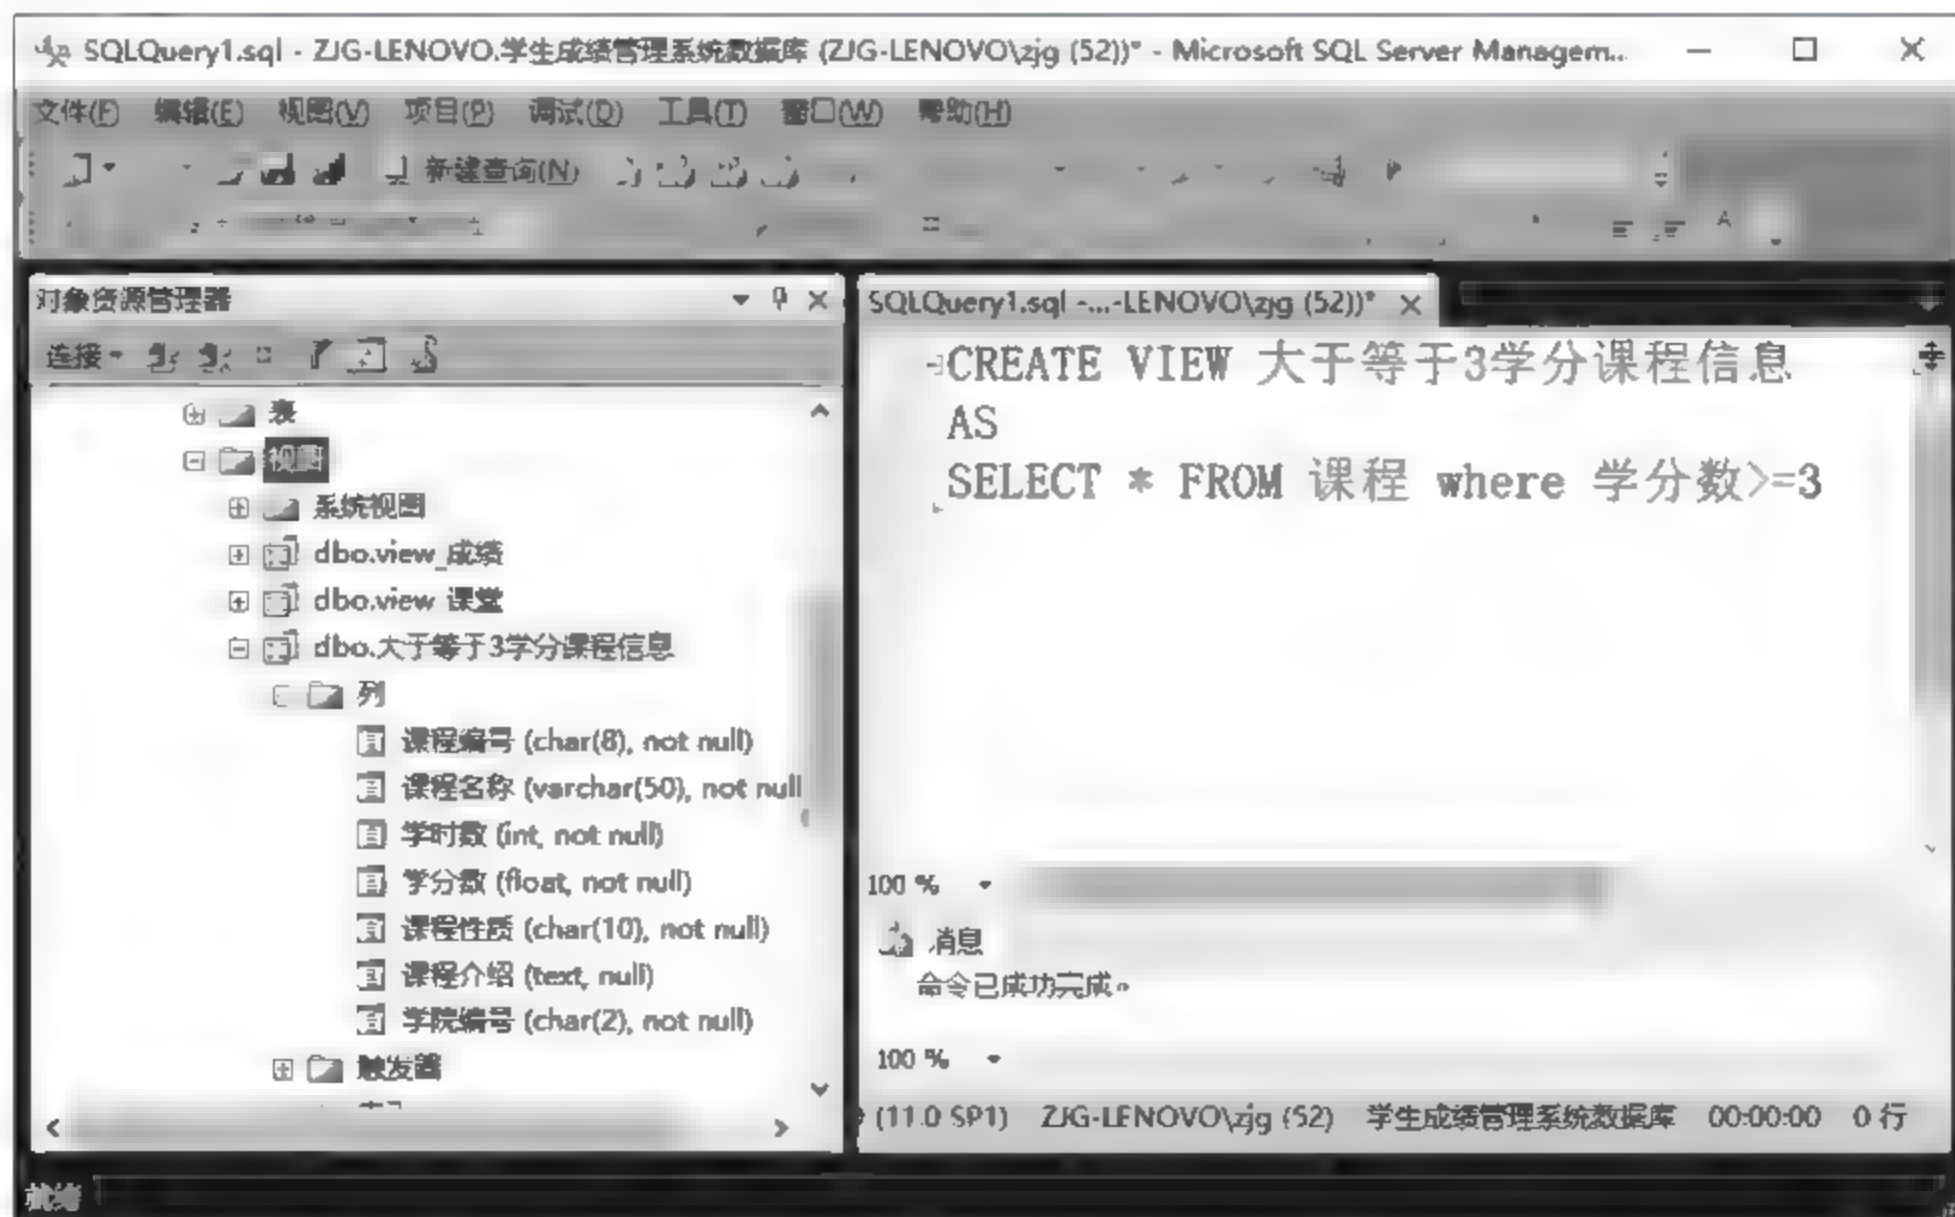 SQLQuery1.sql - ZJG-LENOVO.学生成绩管理系统数据库 (ZJG-LENOVO\zjg (52))* - Microsoft SQL Server Managem...
文件(F) 编辑(E) 视图(V) 项目(P) 调试(D) 工具(T) 窗口(W) 帮助(H)
新建查询(N)
对象资源管理器
连接
表
视图
系统视图
dbo.view_成绩
dbo.view_课堂
dbo.大于等于3学分课程信息
列
课程编号 (char(8), not null)
课程名称 (varchar(50), not null
学时数 (int, not null)
学分数 (float, not null)
课程性质 (char(10), not null)
课程介绍 (text, null)
学院编号 (char(2), not null)
触发器
SQLQuery1.sql -...-LENOVO\zjg (52))*
CREATE VIEW 大于等于3学分课程信息
AS
SELECT * FROM 课程 where 学分数>=3
100 %
消息
命令已成功完成。
100 %
(11.0 SP1) ZJG-LENOVO\zjg (52) 学生成绩管理系统数据库 00:00:00 0 行
就绪